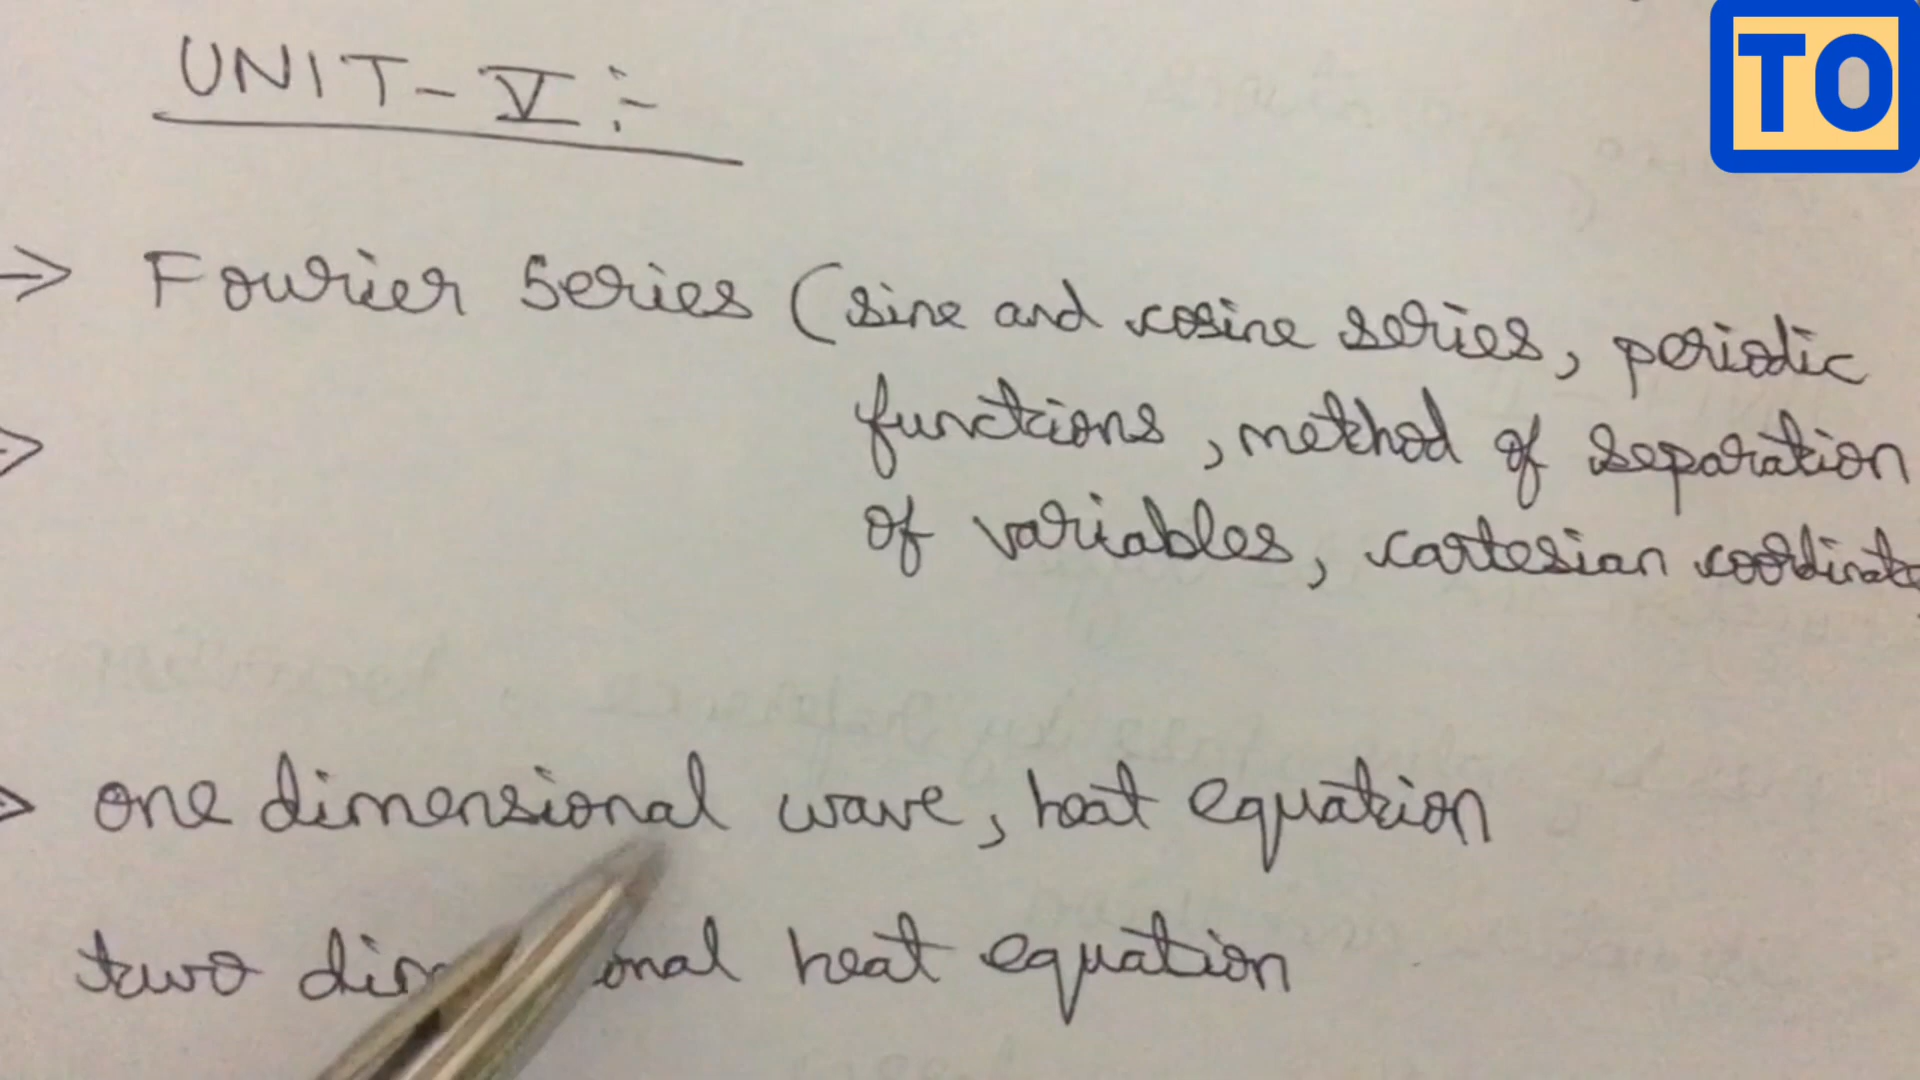 TO
UNIT-V:-
→ Fourier Series (sine and cosine series, periodic
functions, method of separation
of variables, cartesian coordinate
one dimensional wave, heat equation
two heat equation